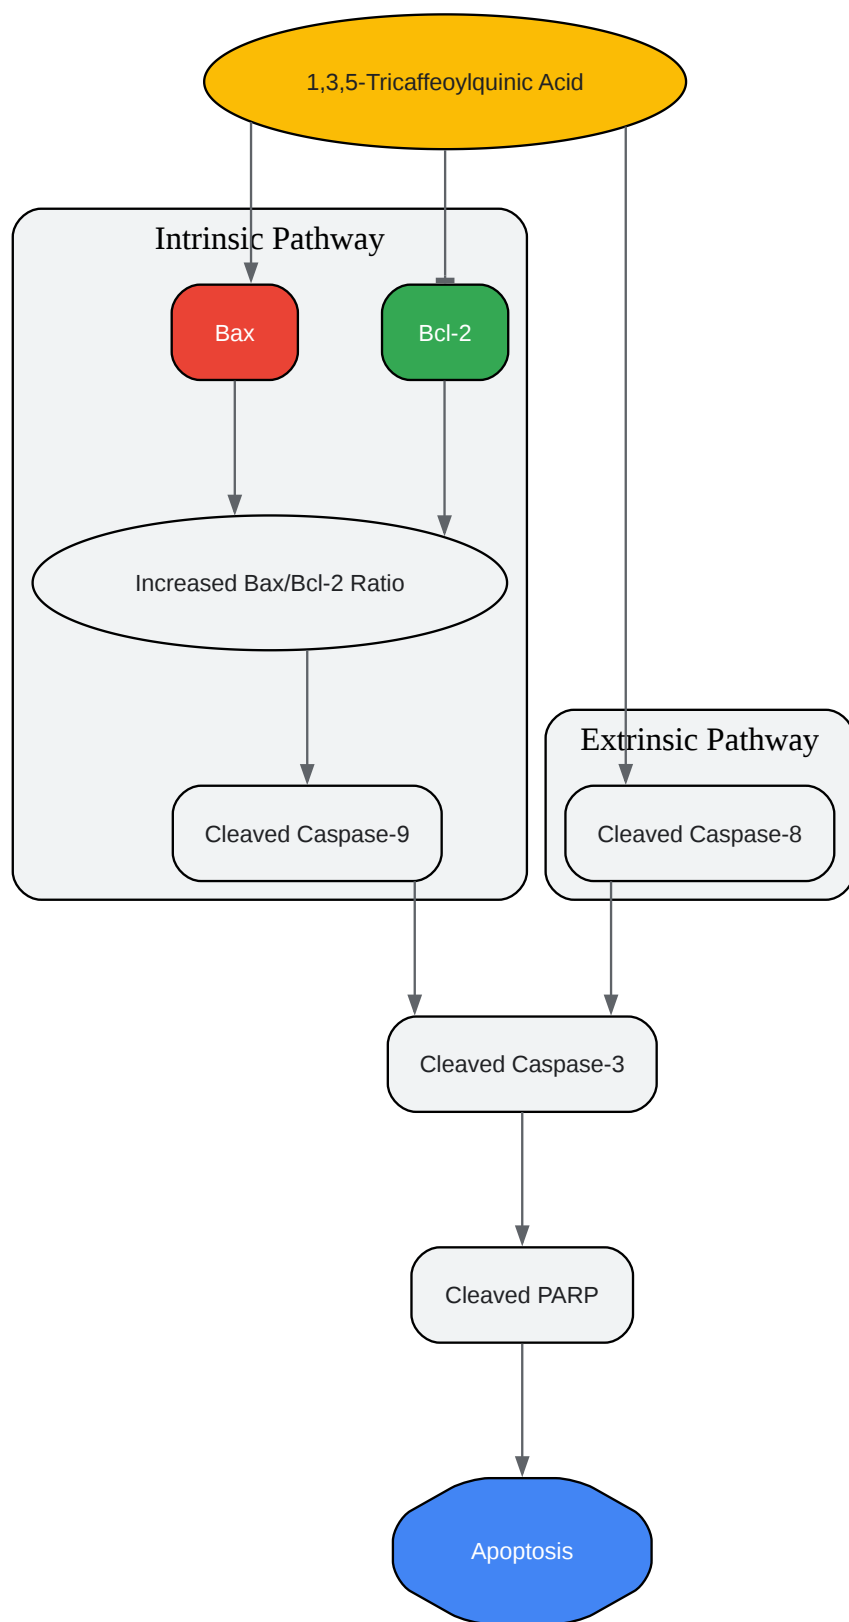 1,3,5-Tricaffeoylquinic Acid
Intrinsic Pathway
Bax
Bcl-2
Increased Bax/Bcl-2 Ratio
Extrinsic Pathway
Cleaved Caspase-9
Cleaved Caspase-8
Cleaved Caspase-3
Cleaved PARP
Apoptosis